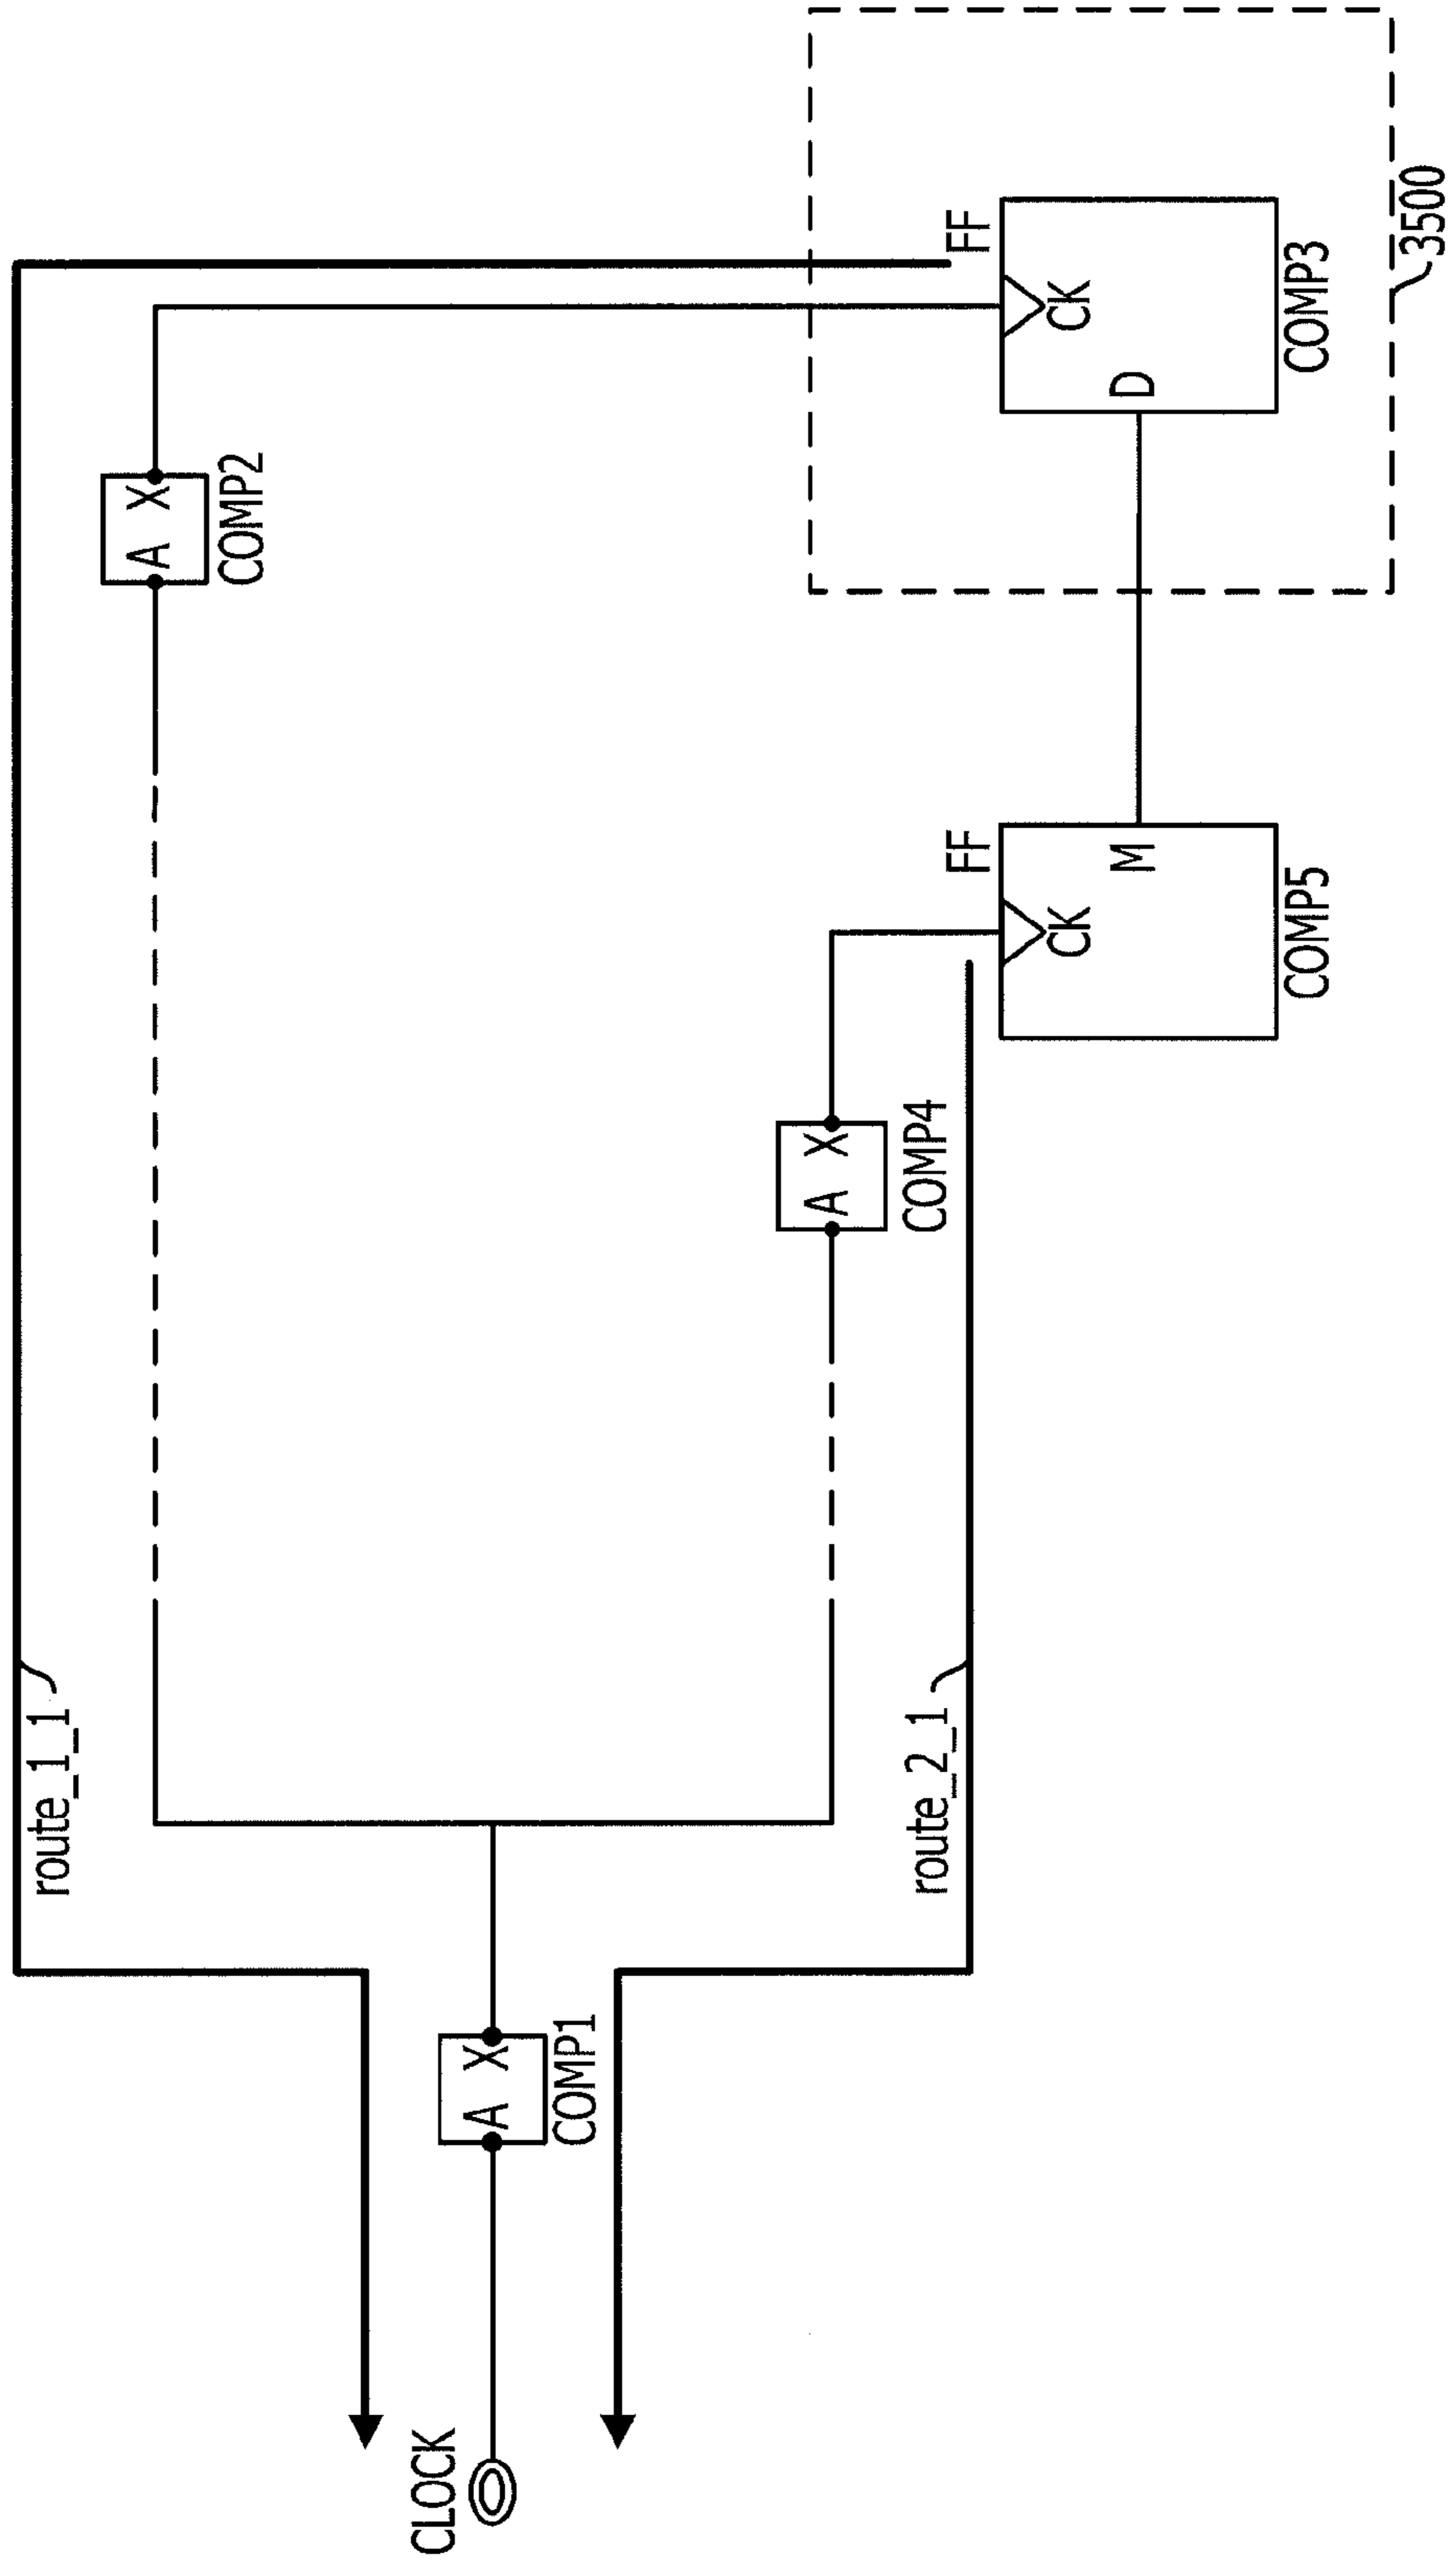 route_1_1
A X
COMP2
CLOCK
A X
COMP1
route_2_1
A X
COMP4
FF
CK
M
COMP5
FF
CK
D
COMP3
3500